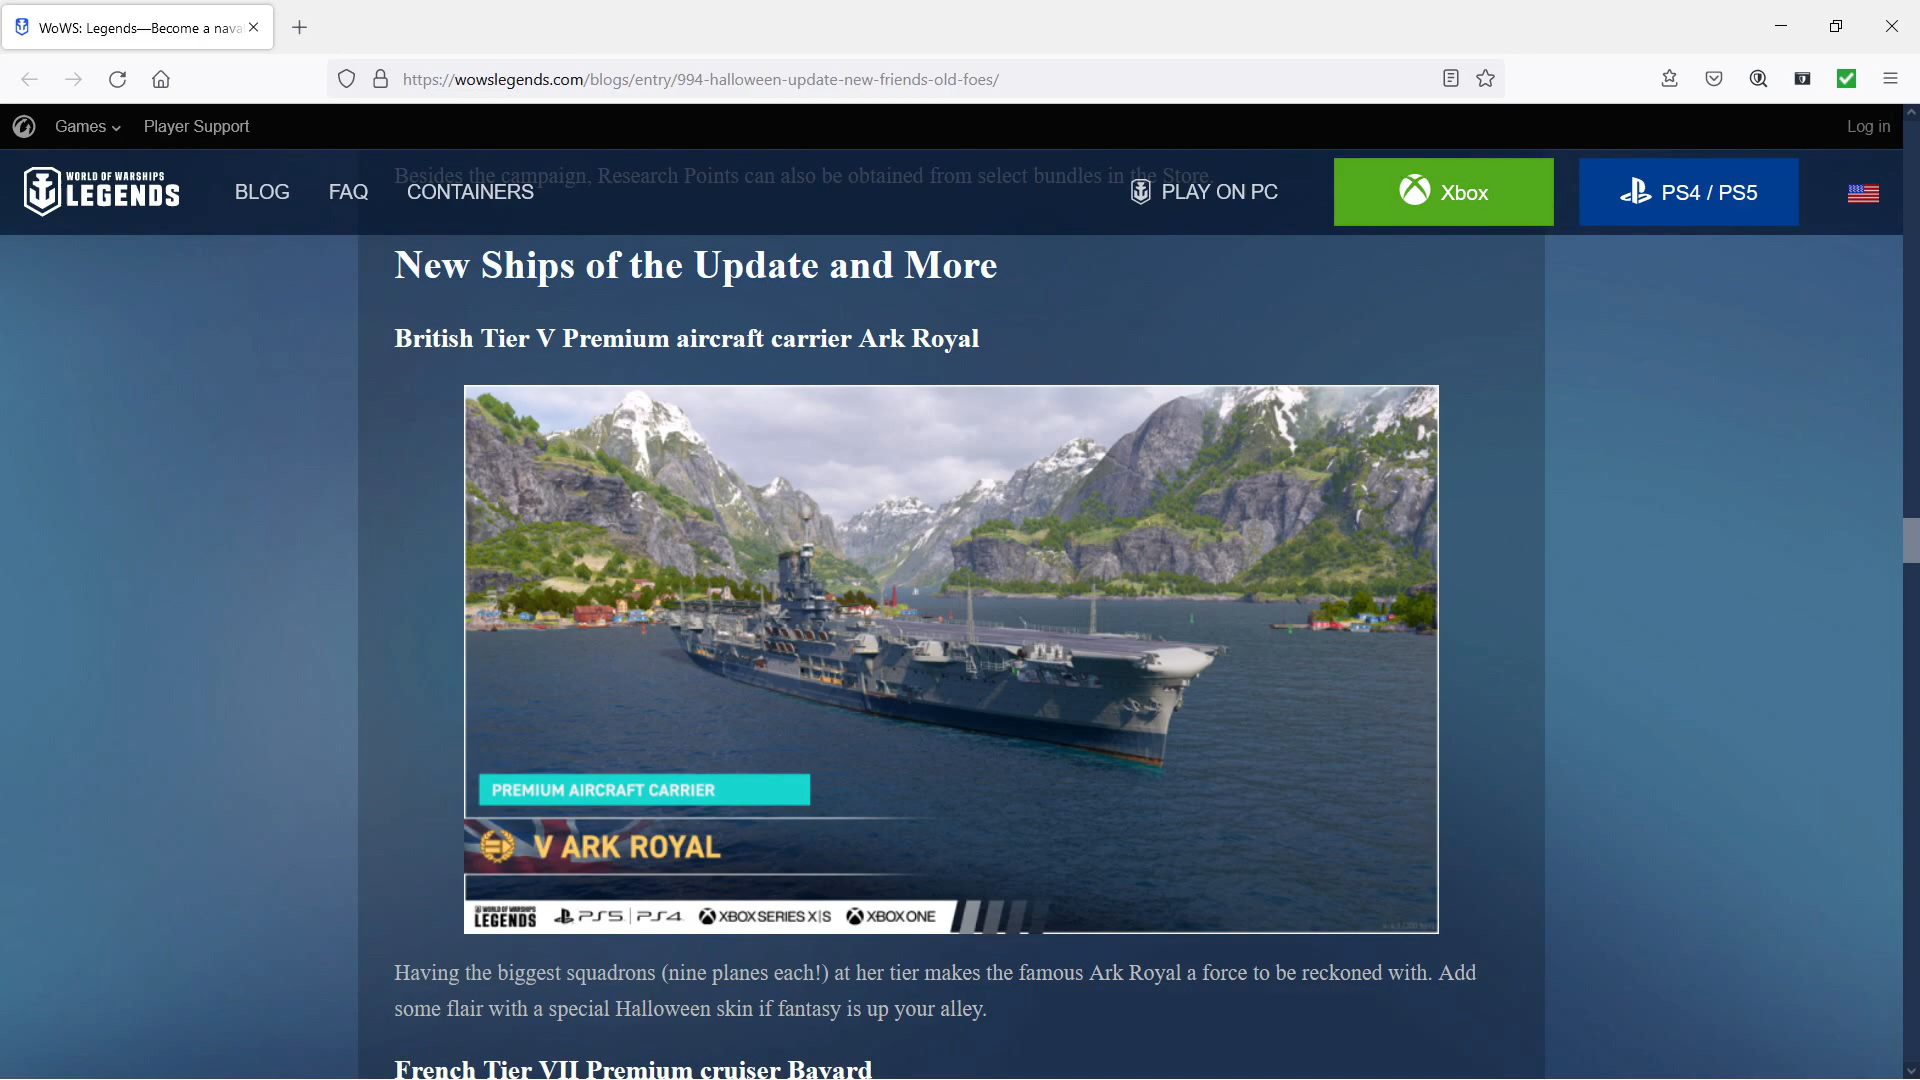 WoWS: Legends—Become a nava
https://wowslegends.com/blogs/entry/994-halloween-update-new-friends-old-foes/
Games
Player Support
Log in
Besides the campaign, Research Points can also be obtained from select bundles in the Store.
WORLD OF WARSHIPS
LEGENDS
BLOG
FAQ
CONTAINERS
PLAY ON PC
Xbox
PS4 / PS5
New Ships of the Update and More
British Tier V Premium aircraft carrier Ark Royal
PREMIUM AIRCRAFT CARRIER
V ARK ROYAL
WORLD OF WARSHIPS
LEGENDS
PS5 | PS4
XBOX SERIES X|S
XBOX ONE
Having the biggest squadrons (nine planes each!) at her tier makes the famous Ark Royal a force to be reckoned with. Add
some flair with a special Halloween skin if fantasy is up your alley.
French Tier VII Premium cruiser Bayard